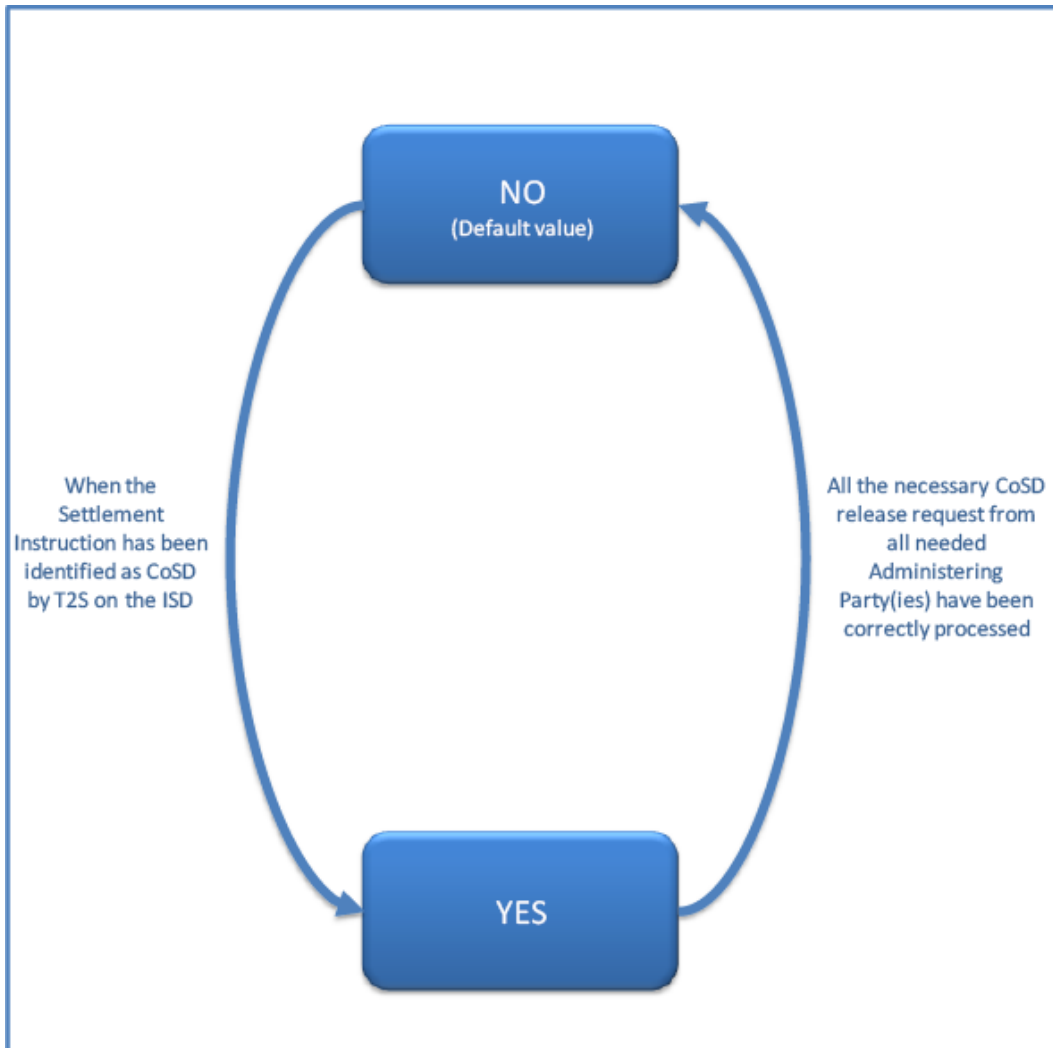 NO
(Default value)
When the
Settlement
Instruction has been
identified as CoSD
by T2S on the ISD
All the necessary CoSD
release request from
all needed
Administering
Party(ies) have been
correctly processed
YES